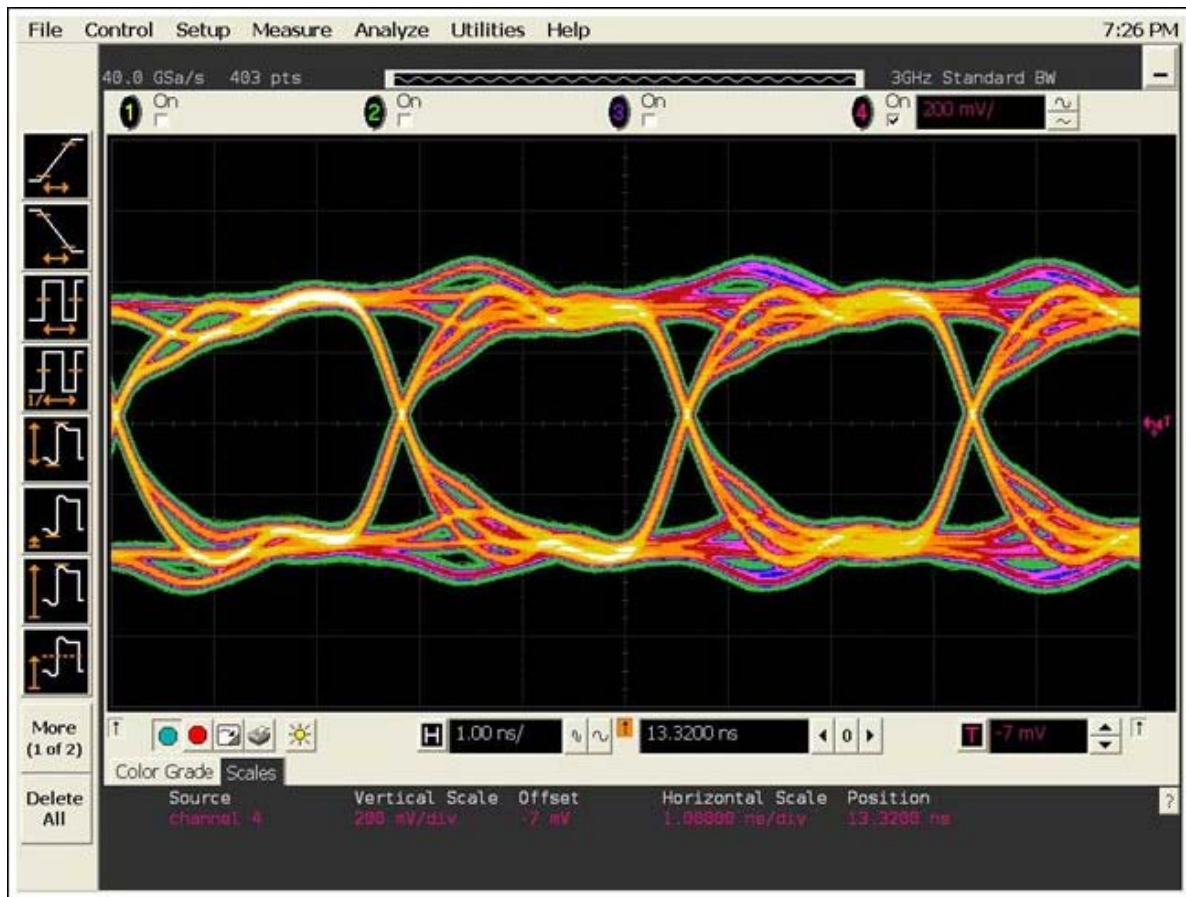 File Control Setup Measure Analyze Utilities Help 7:26 PM
40.0 GSa/s 403 pts 3GHz Standard BW
1 On 2 On 3 On 4 On 200 mV/
1/
More
(1 of 2)
Delete
All
H 1.00 ns/ 13.3200 ns 0 T -7 mV
Color Grade Scales
Source Vertical Scale Offset Horizontal Scale Position ?
channel 4 200 mV/div -7 mV 1.00000 ns/div 13.3200 ns